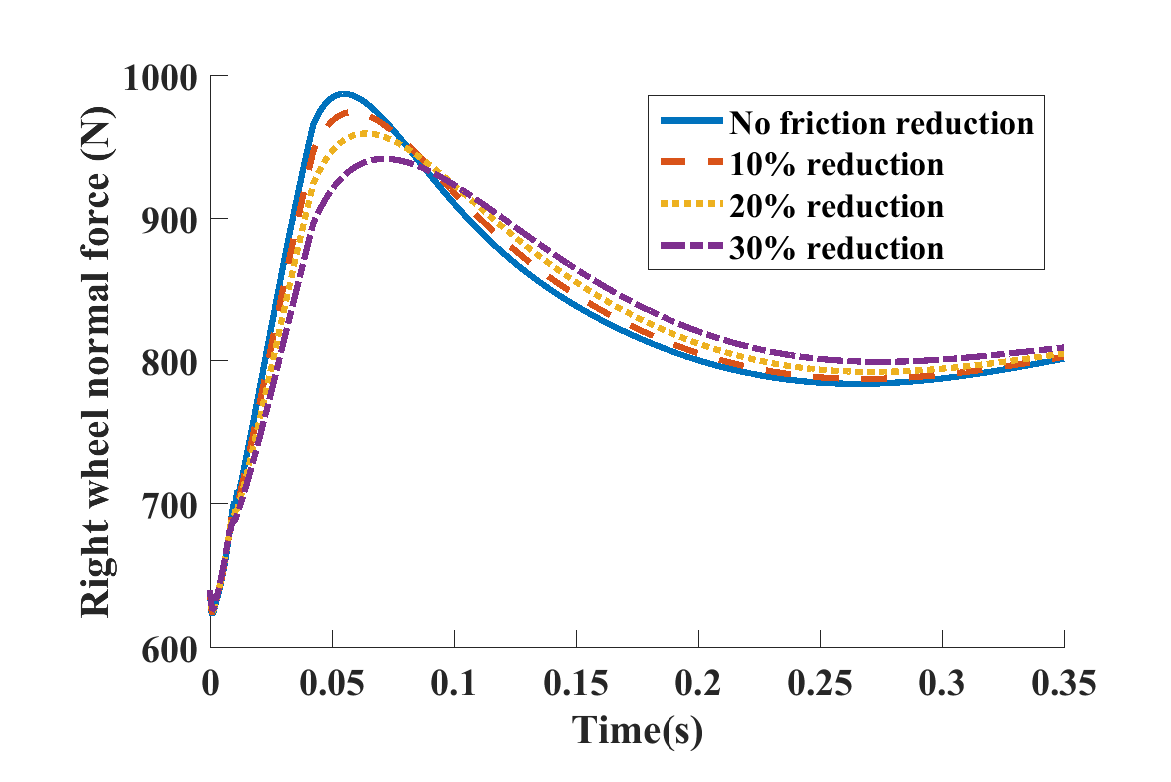 Right wheel normal force (N)
1000
900
800
700
600
0
0.05
0.1
0.15
0.2
0.25
0.3
0.35
Time(s)
No friction reduction
10% reduction
20% reduction
30% reduction